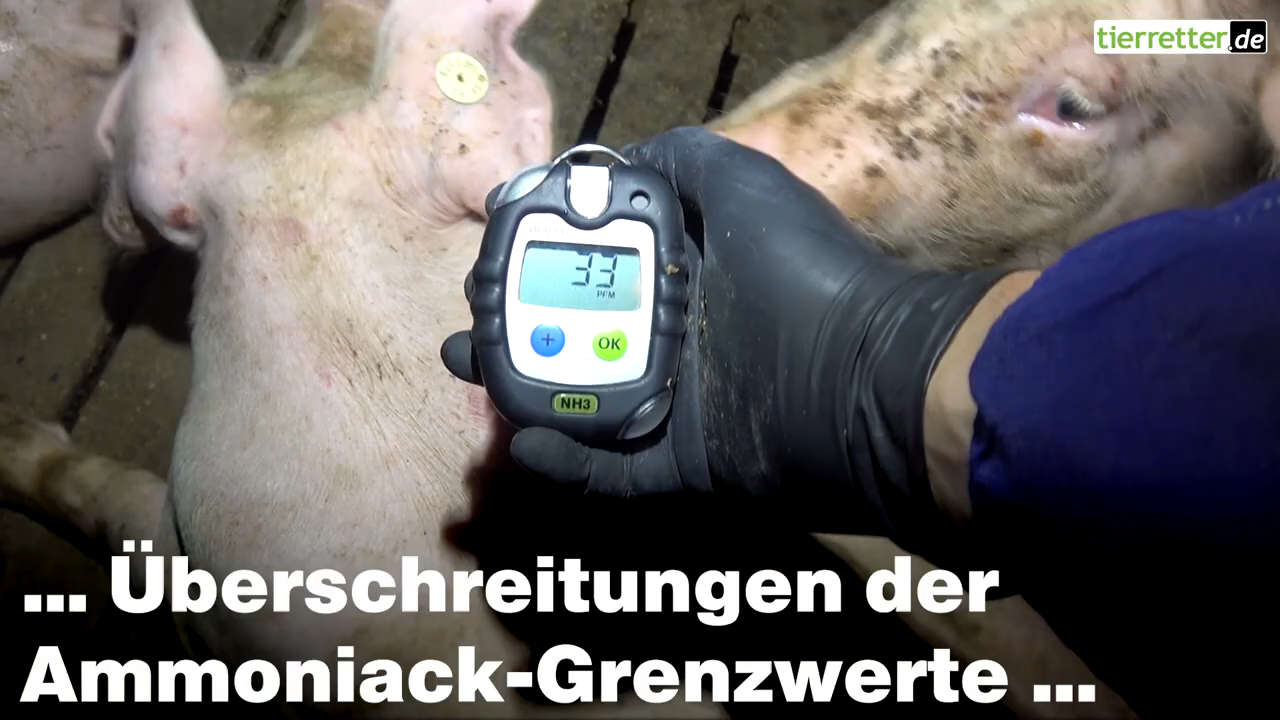 tierretter.de
33
PPM
+
OK
NH3
... Überschreitungen der
Ammoniack-Grenzwerte ...